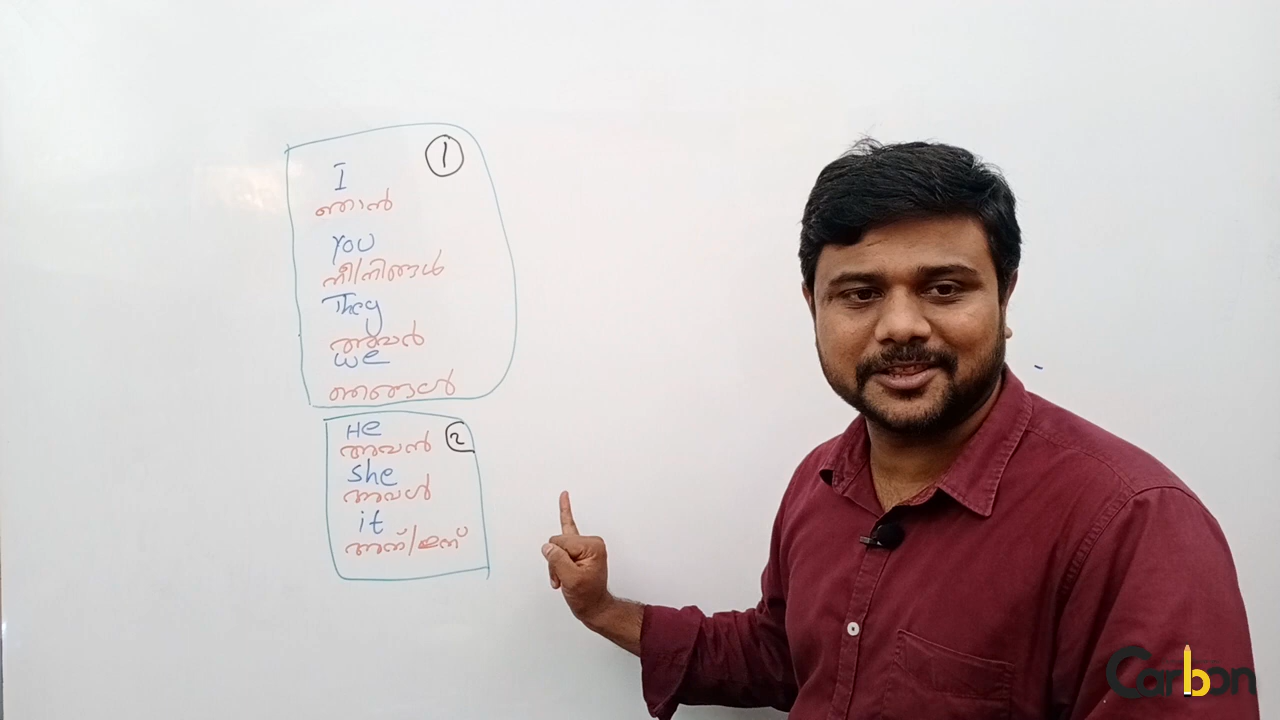 1
I
ഞാൻ
You
നീ/നിങ്ങൾ
They
അവർ
we
ഞങ്ങൾ
2
He
അവൻ
She
അവൾ
it
അത്/ഇത്
Carbon